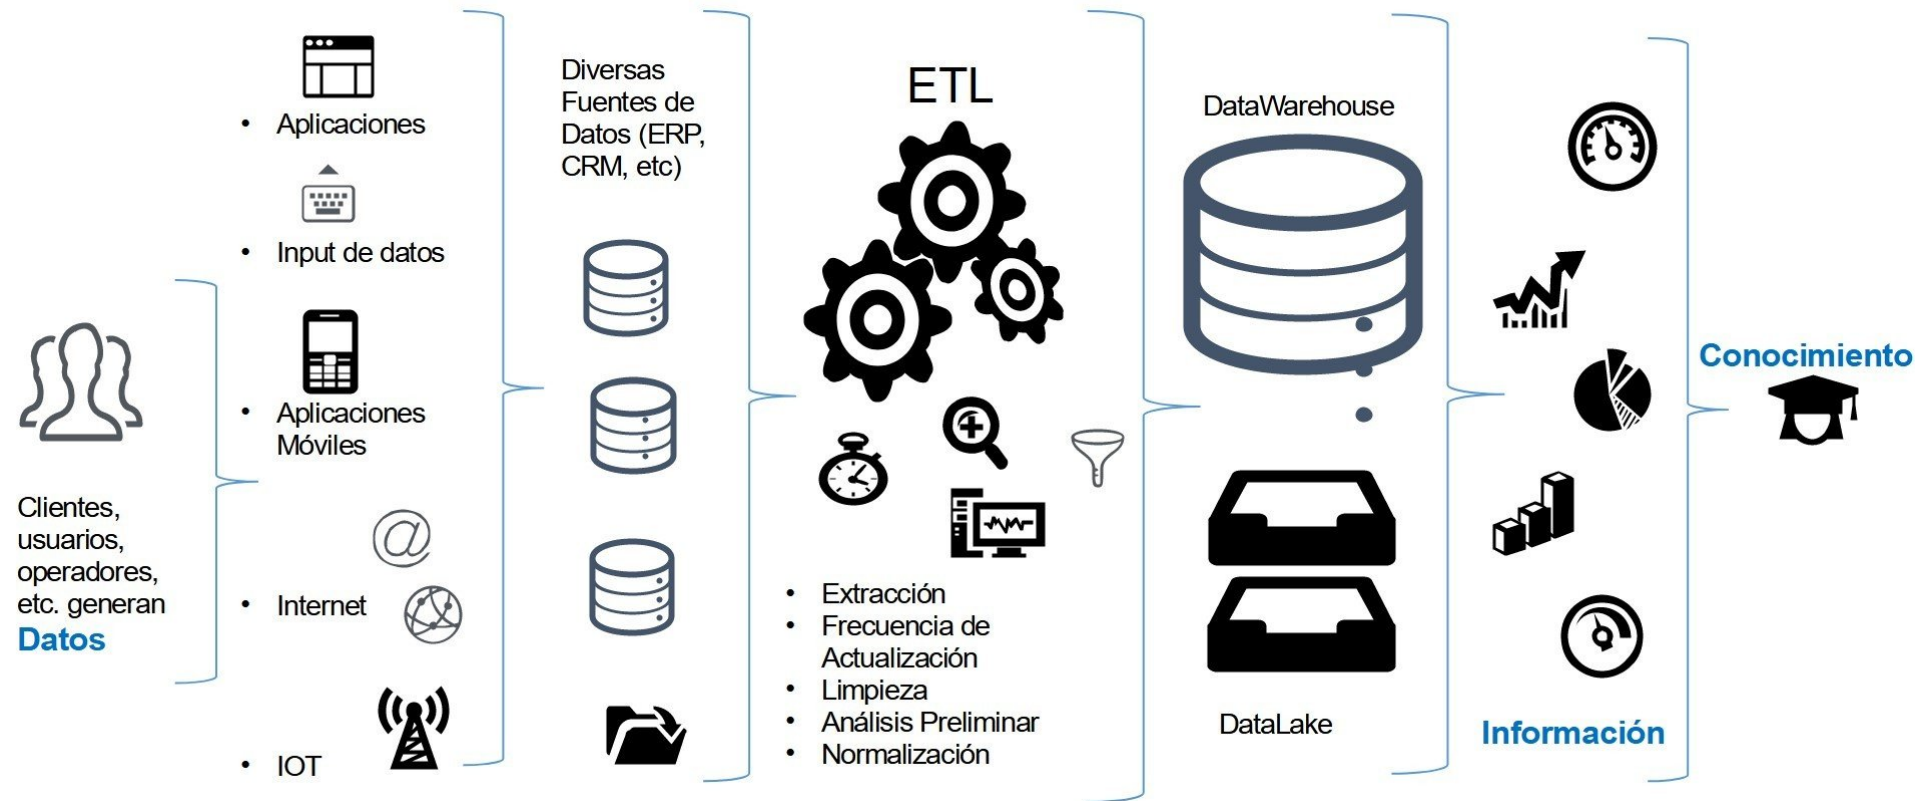 Clientes,
usuarios,
operadores,
etc. generan
Datos
• Aplicaciones
• Input de datos
• Aplicaciones
Móviles
@
• Internet
• IOT
Diversas
Fuentes de
Datos (ERP,
CRM, etc)
ETL
• Extracción
• Frecuencia de
Actualización
• Limpieza
• Análisis Preliminar
• Normalización
DataWarehouse
DataLake
Información
Conocimiento